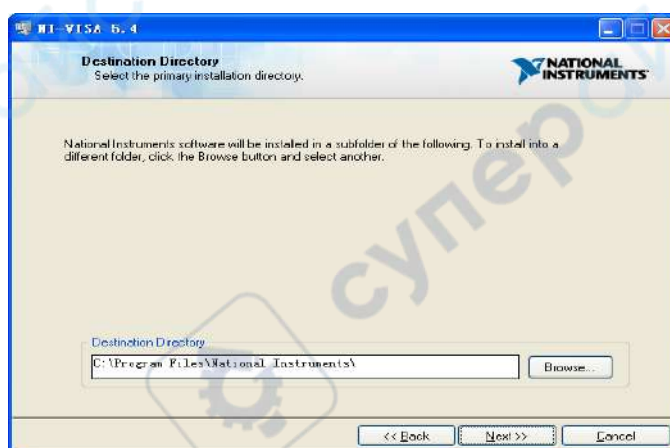 NI-VISA 5.4
Destination Directory
Select the primary installation directory.
NATIONAL
INSTRUMENTS
National Instruments software will be installed in a subfolder of the following. To install into a
different folder, click the Browse button and select another.
Destination Directory
C:\Program Files\National Instruments\
Browse...
<< Back
Next >>
Cancel
супер